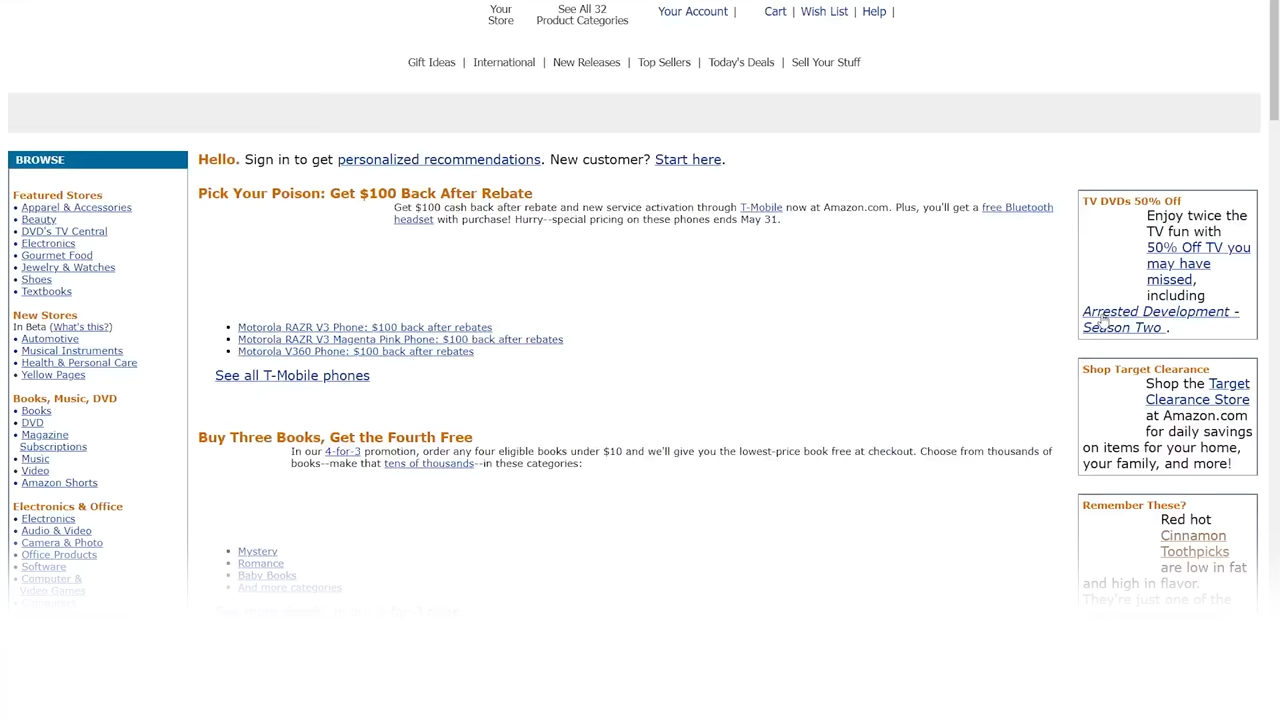 Your Store
See All 32 Product Categories
Your Account |
Cart | Wish List | Help |
Gift Ideas | International | New Releases | Top Sellers | Today's Deals | Sell Your Stuff
BROWSE
Featured Stores
• Apparel & Accessories
• Beauty
• DVD's TV Central
• Electronics
• Gourmet Food
• Jewelry & Watches
• Shoes
• Textbooks
New Stores
In Beta (What's this?)
• Automotive
• Musical Instruments
• Health & Personal Care
• Yellow Pages
Books, Music, DVD
• Books
• DVD
• Magazine
Subscriptions
• Music
• Video
• Amazon Shorts
Electronics & Office
• Electronics
• Audio & Video
• Camera & Photo
• Office Products
• Software
• Computer &
Video Games
• Computers
Hello. Sign in to get personalized recommendations. New customer? Start here.
Pick Your Poison: Get $100 Back After Rebate
Get $100 cash back after rebate and new service activation through T-Mobile now at Amazon.com. Plus, you'll get a free Bluetooth
headset with purchase! Hurry--special pricing on these phones ends May 31.
• Motorola RAZR V3 Phone: $100 back after rebates
• Motorola RAZR V3 Magenta Pink Phone: $100 back after rebates
• Motorola V360 Phone: $100 back after rebates
See all T-Mobile phones
Buy Three Books, Get the Fourth Free
In our 4-for-3 promotion, order any four eligible books under $10 and we'll give you the lowest-price book free at checkout. Choose from thousands of
books--make that tens of thousands--in these categories:
• Mystery
• Romance
• Baby Books
• And more categories
TV DVDs 50% Off
Enjoy twice the
TV fun with
50% Off TV you
may have
missed,
including
Arrested Development -
Season Two .
Shop Target Clearance
Shop the Target
Clearance Store
at Amazon.com
for daily savings
on items for your home,
your family, and more!
Remember These?
Red hot
Cinnamon
Toothpicks
are low in fat
and high in flavor.
They're just one of the